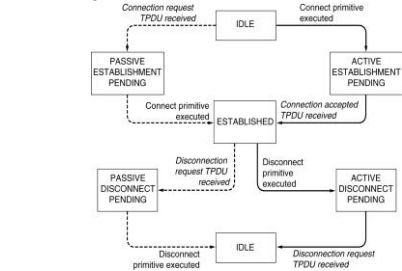 Connection request
TPDU received
IDLE
Connect primitive
executed
PASSIVE
ESTABLISHMENT
PENDING
ACTIVE
ESTABLISHMENT
PENDING
Connect primitive
executed
ESTABLISHED
Connection accepted
TPDU received
Disconnection
request TPDU
received
Disconnect
primitive
executed
PASSIVE
DISCONNECT
PENDING
ACTIVE
DISCONNECT
PENDING
IDLE
Disconnect
primitive executed
Disconnection request
TPDU received